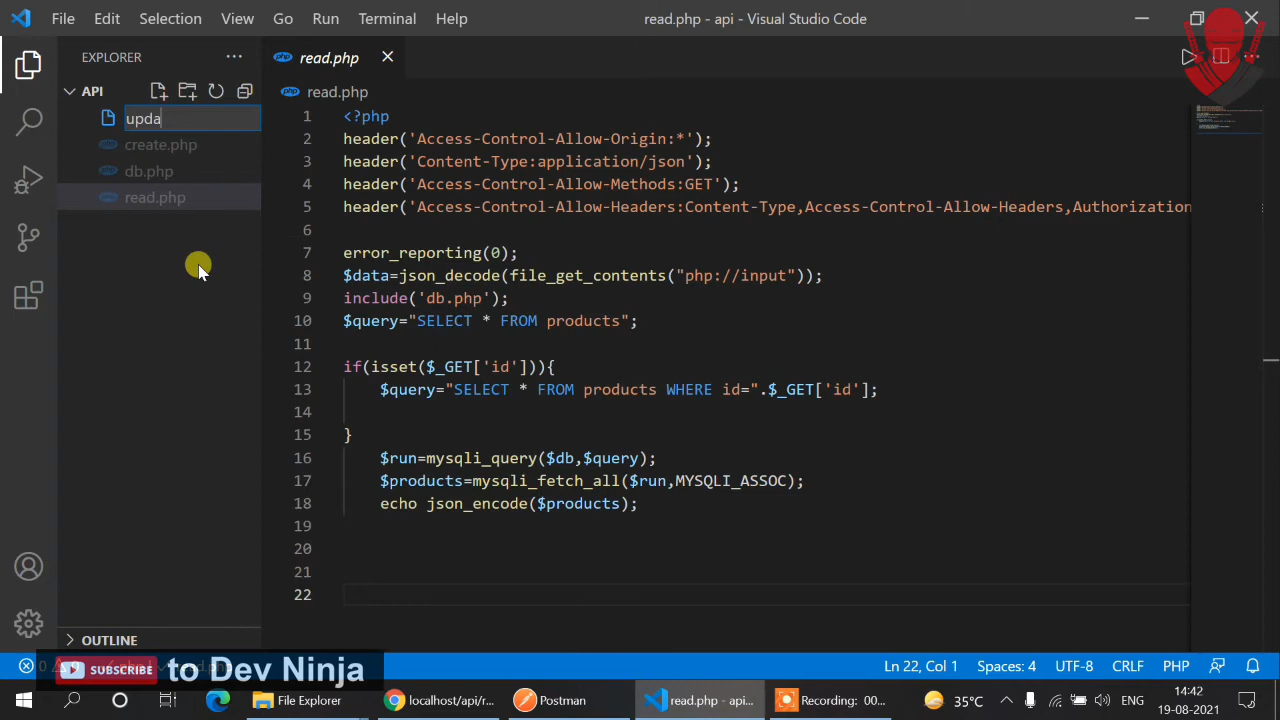 File Edit Selection View Go Run Terminal Help read.php - api - Visual Studio Code
EXPLORER
read.php
API
read.php
upda
create.php
db.php
read.php
1 <?php
2 header('Access-Control-Allow-Origin:*');
3 header('Content-Type:application/json');
4 header('Access-Control-Allow-Methods:GET');
5 header('Access-Control-Allow-Headers:Content-Type,Access-Control-Allow-Headers,Authorization
6
7 error_reporting(0);
8 $data=json_decode(file_get_contents("php://input"));
9 include('db.php');
10 $query="SELECT * FROM products";
11
12 if(isset($_GET['id'])){
13 $query="SELECT * FROM products WHERE id=".$_GET['id'];
14
15 }
16 $run=mysqli_query($db,$query);
17 $products=mysqli_fetch_all($run,MYSQLI_ASSOC);
18 echo json_encode($products);
19
20
21
22
OUTLINE
SUBSCRIBE to Dev Ninja
Ln 22, Col 1 Spaces: 4 UTF-8 CRLF PHP
File Explorer localhost/api/r... Postman read.php - api... Recording: 00... 35°C ENG 14:42
19-08-2021